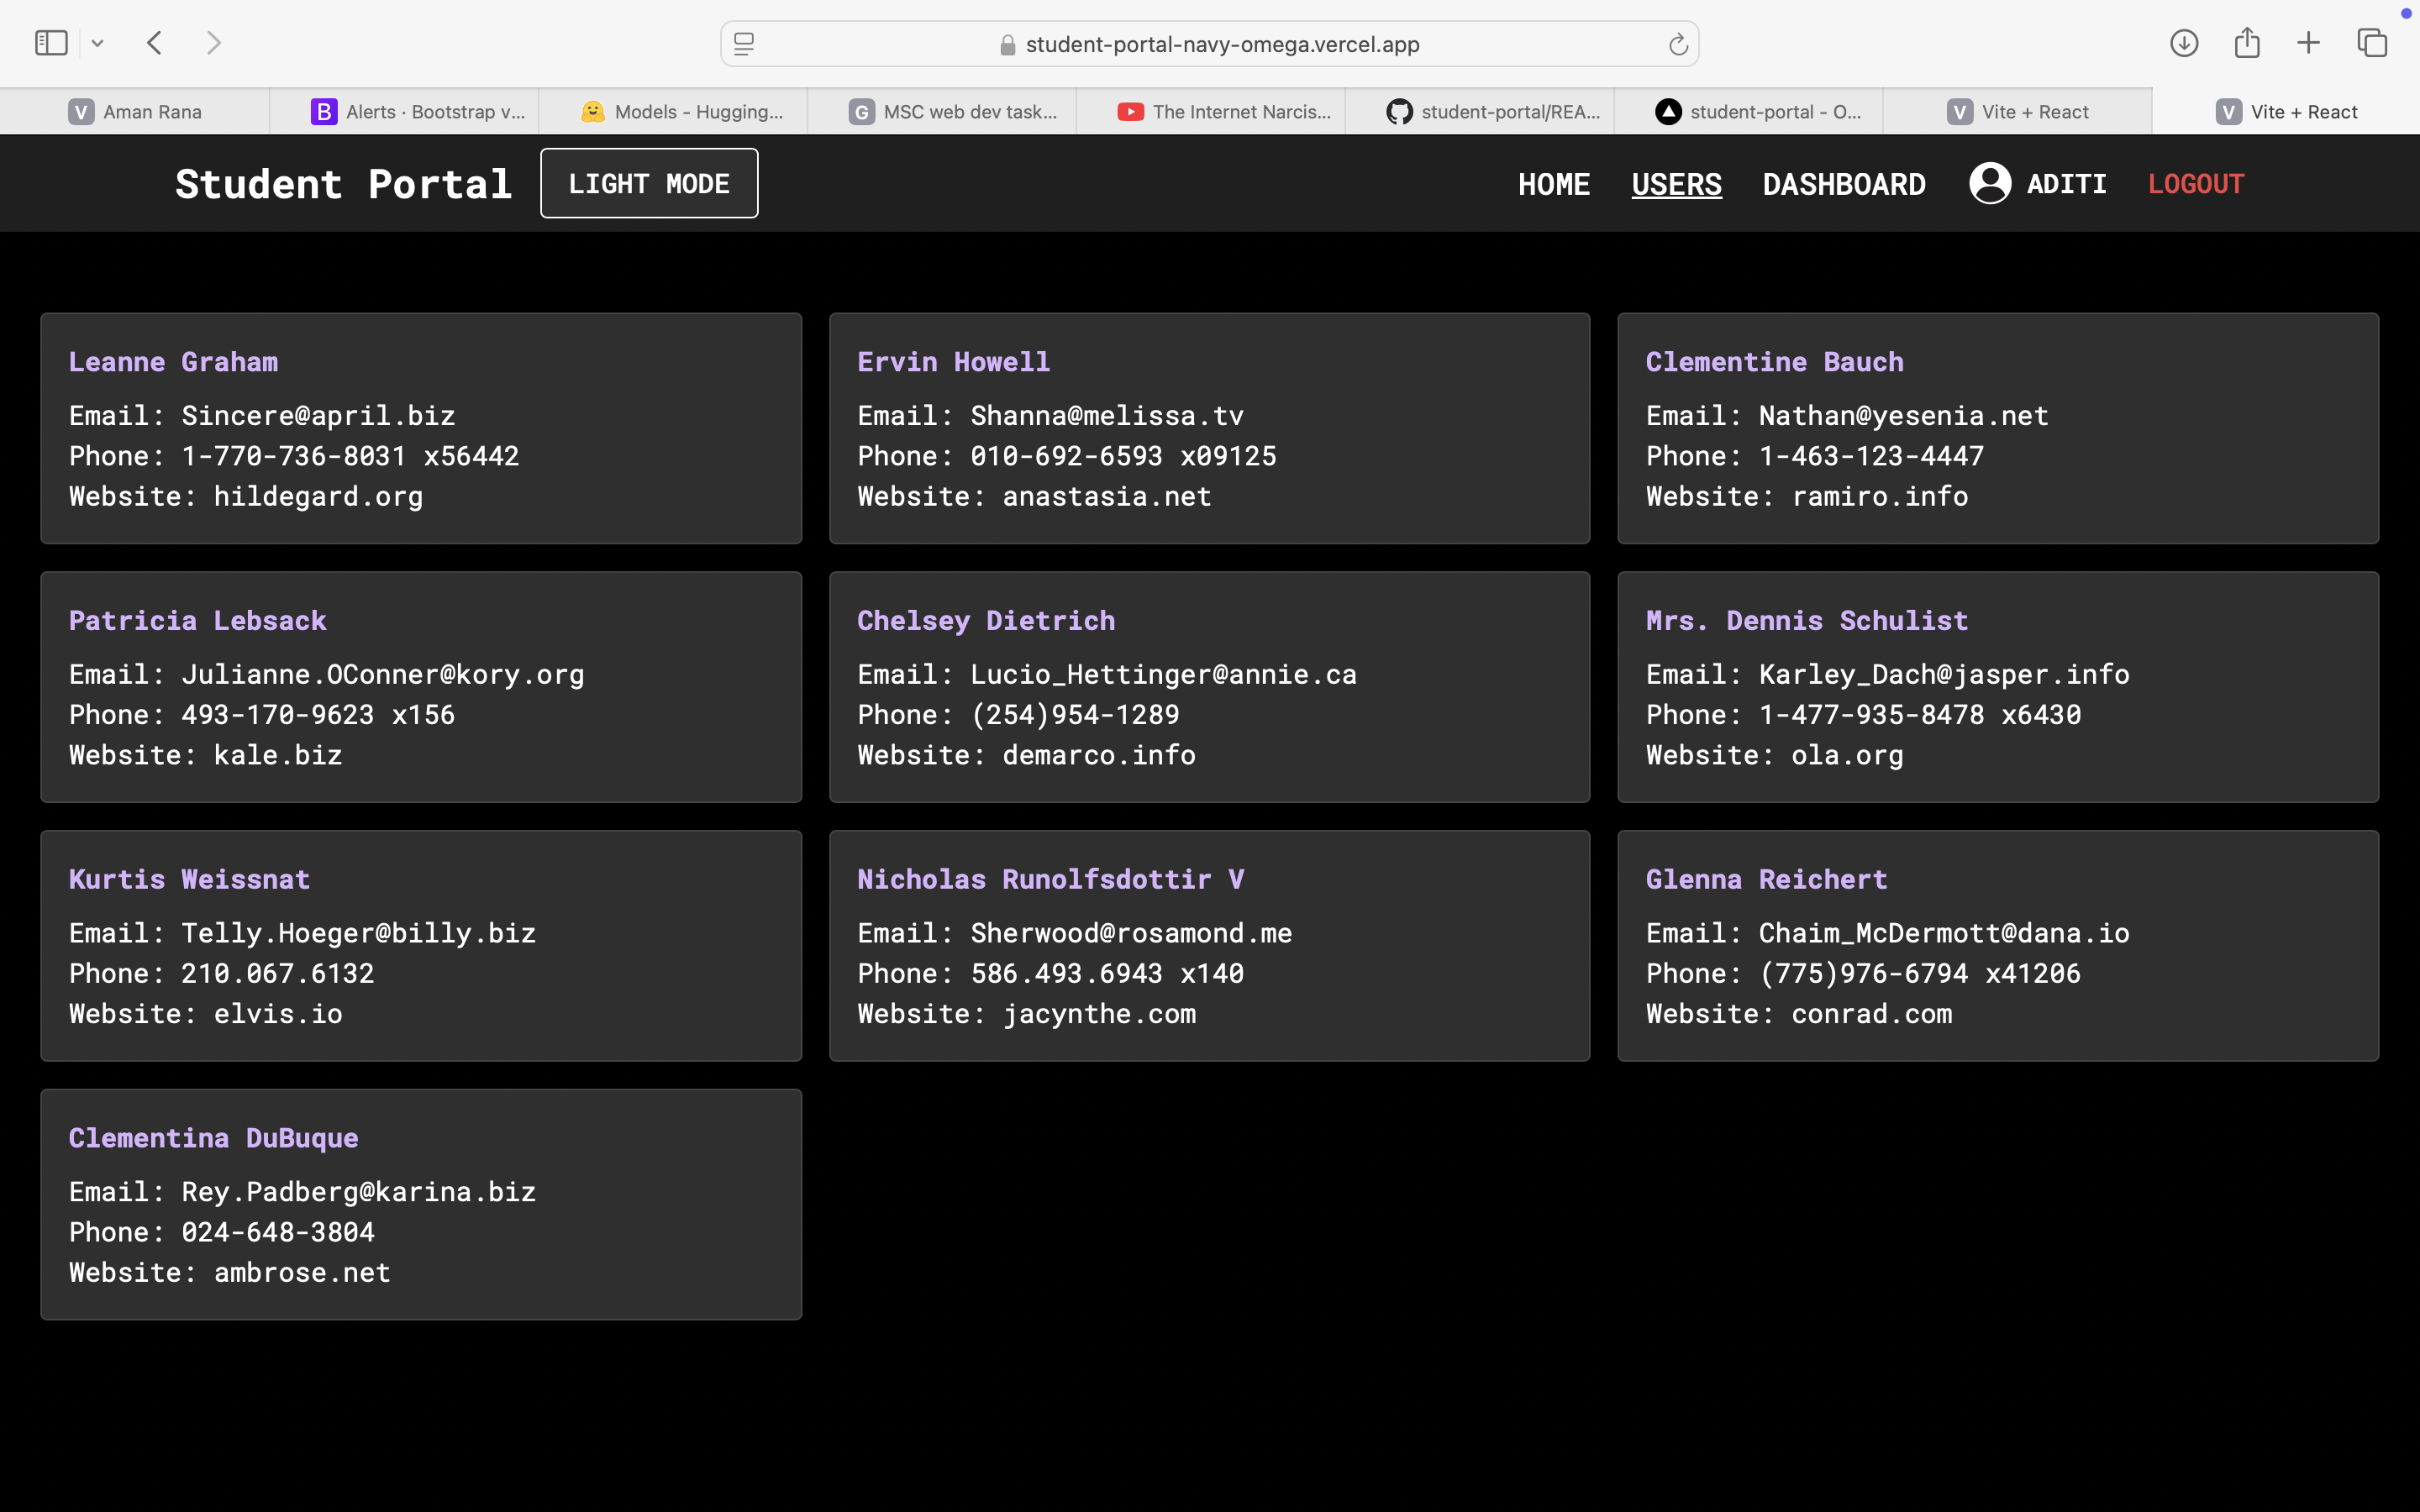 student-portal-navy-omega.vercel.app
V Aman Rana
B Alerts · Bootstrap v...
Models - Hugging...
G MSC web dev task...
The Internet Narcis...
student-portal/REA...
student-portal - O...
V Vite + React
V Vite + React
Student Portal LIGHT MODE HOME USERS DASHBOARD ADITI LOGOUT
Leanne Graham
Email: Sincere@april.biz
Phone: 1-770-736-8031 x56442
Website: hildegard.org
Ervin Howell
Email: Shanna@melissa.tv
Phone: 010-692-6593 x09125
Website: anastasia.net
Clementine Bauch
Email: Nathan@yesenia.net
Phone: 1-463-123-4447
Website: ramiro.info
Patricia Lebsack
Email: Julianne.OConner@kory.org
Phone: 493-170-9623 x156
Website: kale.biz
Chelsey Dietrich
Email: Lucio_Hettinger@annie.ca
Phone: (254)954-1289
Website: demarco.info
Mrs. Dennis Schulist
Email: Karley_Dach@jasper.info
Phone: 1-477-935-8478 x6430
Website: ola.org
Kurtis Weissnat
Email: Telly.Hoeger@billy.biz
Phone: 210.067.6132
Website: elvis.io
Nicholas Runolfsdottir V
Email: Sherwood@rosamond.me
Phone: 586.493.6943 x140
Website: jacynthe.com
Glenna Reichert
Email: Chaim_McDermott@dana.io
Phone: (775)976-6794 x41206
Website: conrad.com
Clementina DuBuque
Email: Rey.Padberg@karina.biz
Phone: 024-648-3804
Website: ambrose.net